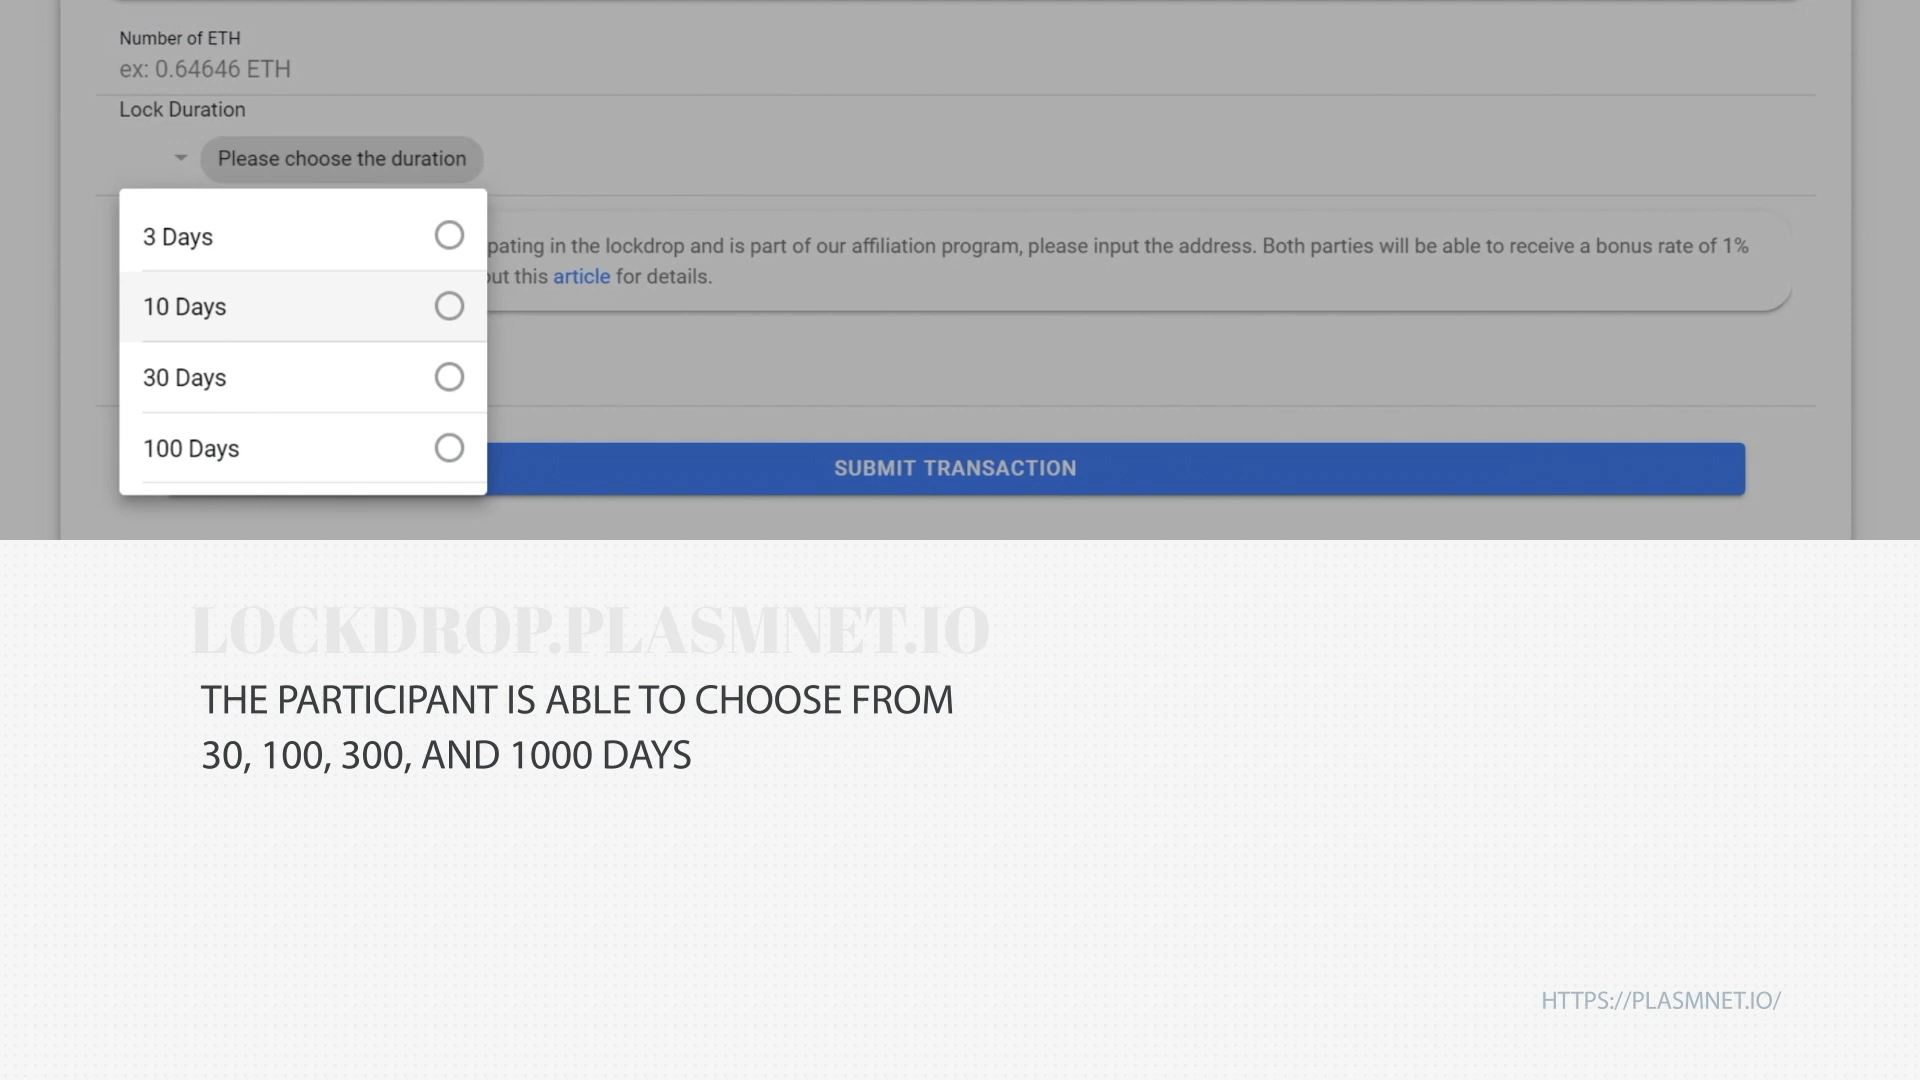 Number of ETH
ex: 0.64646 ETH
Lock Duration
Please choose the duration
3 Days
10 Days
30 Days
100 Days
pating in the lockdrop and is part of our affiliation program, please input the address. Both parties will be able to receive a bonus rate of 1%
out this article for details.
SUBMIT TRANSACTION
LOCKDROP.PLASMNET.IO
THE PARTICIPANT IS ABLE TO CHOOSE FROM
30, 100, 300, AND 1000 DAYS
HTTPS://PLASMNET.IO/